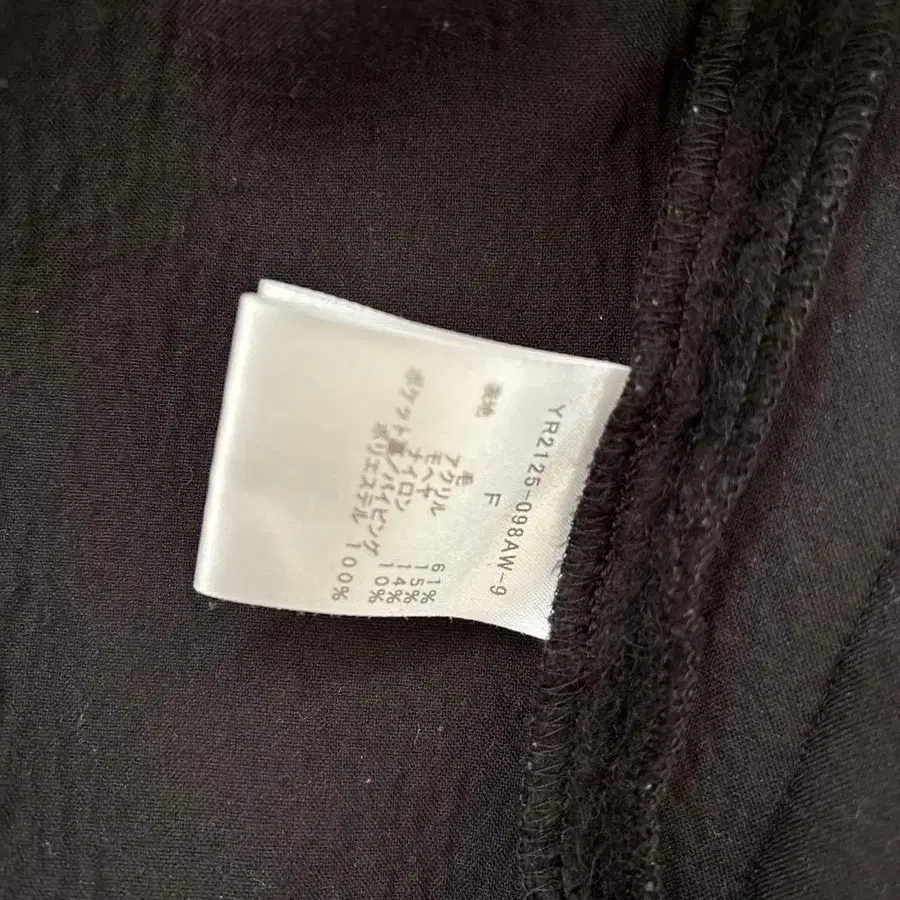 YR2125-098AW-9
F
表地
毛 61%
アクリル 15%
モヘヤ 14%
ナイロン 10%
ポケット裏、パイピング
ポリエステル 100%